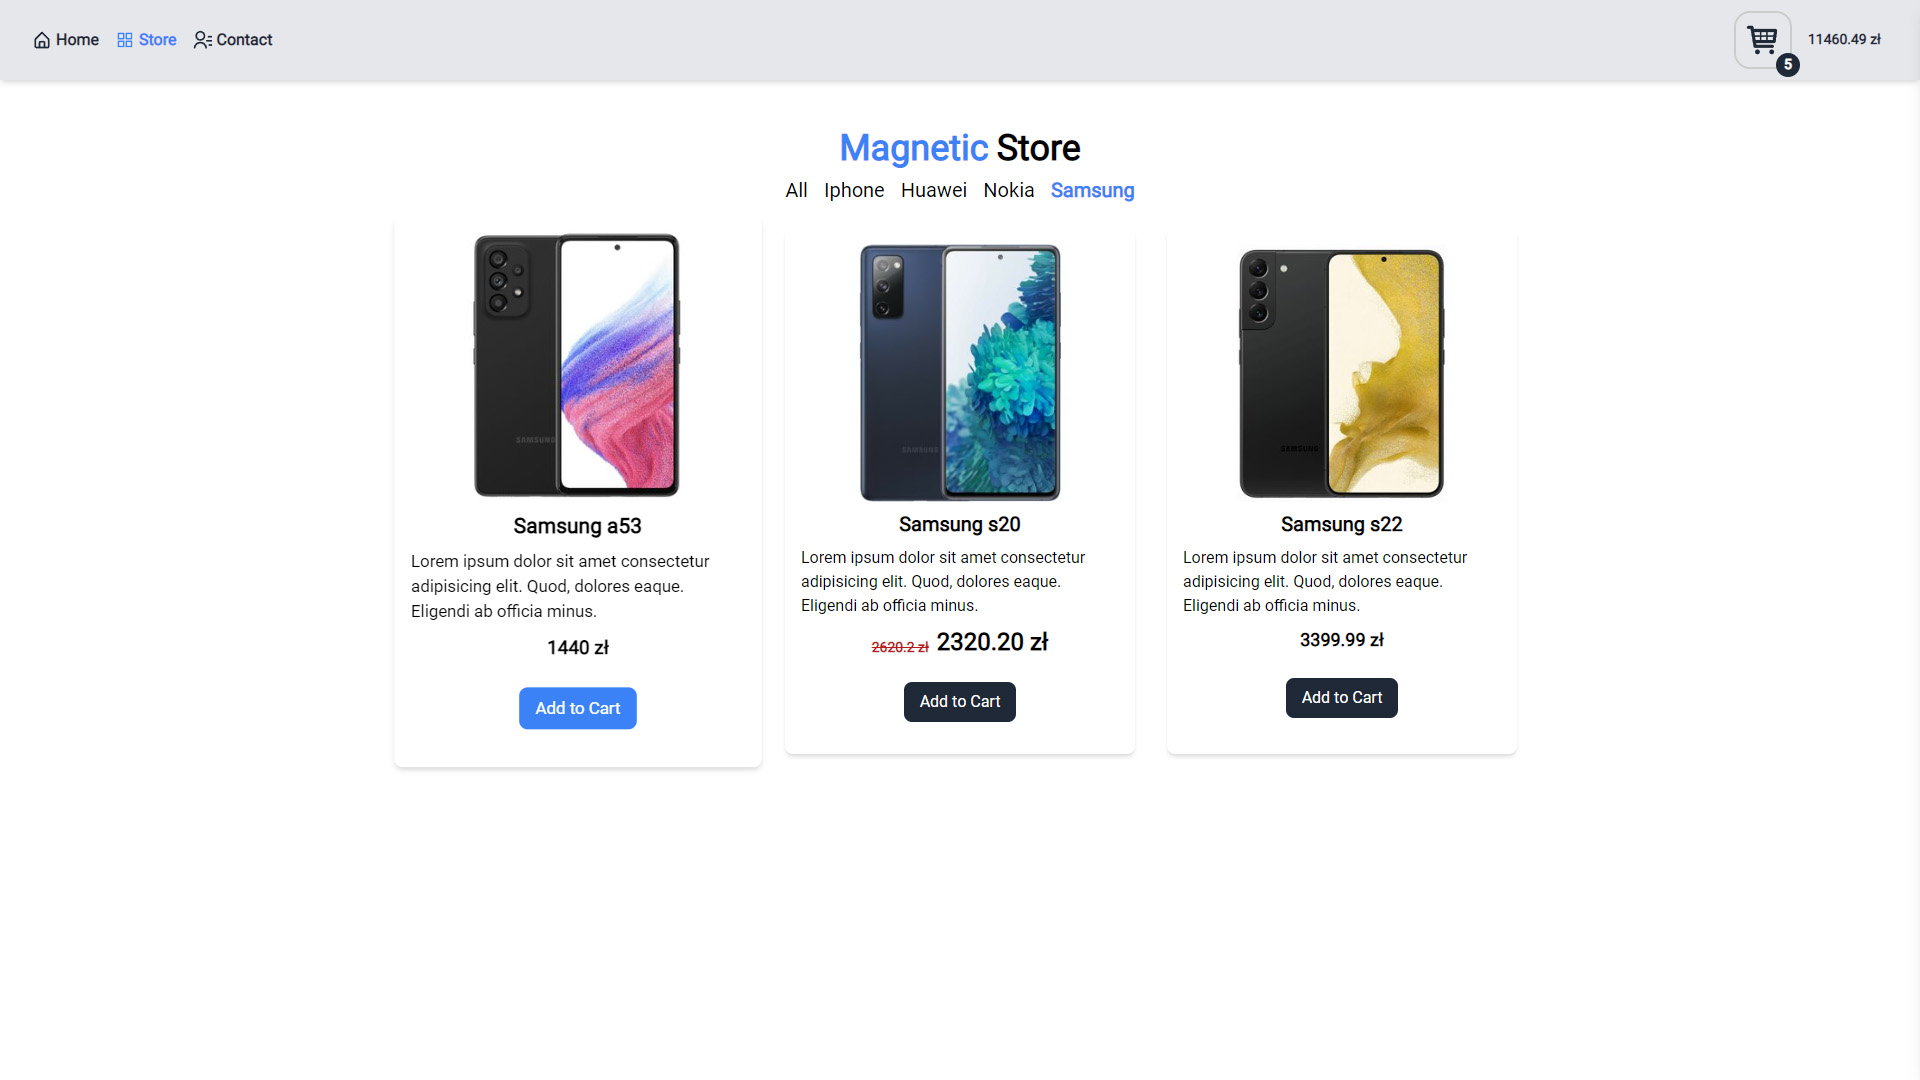 Home Store Contact
5
11460.49 zł
Magnetic Store
All Iphone Huawei Nokia Samsung
SAMSUNG
Samsung a53
Lorem ipsum dolor sit amet consectetur
adipisicing elit. Quod, dolores eaque.
Eligendi ab officia minus.
1440 zł
Add to Cart
SAMSUNG
Samsung s20
Lorem ipsum dolor sit amet consectetur
adipisicing elit. Quod, dolores eaque.
Eligendi ab officia minus.
2620.2 zł 2320.20 zł
Add to Cart
SAMSUNG
Samsung s22
Lorem ipsum dolor sit amet consectetur
adipisicing elit. Quod, dolores eaque.
Eligendi ab officia minus.
3399.99 zł
Add to Cart